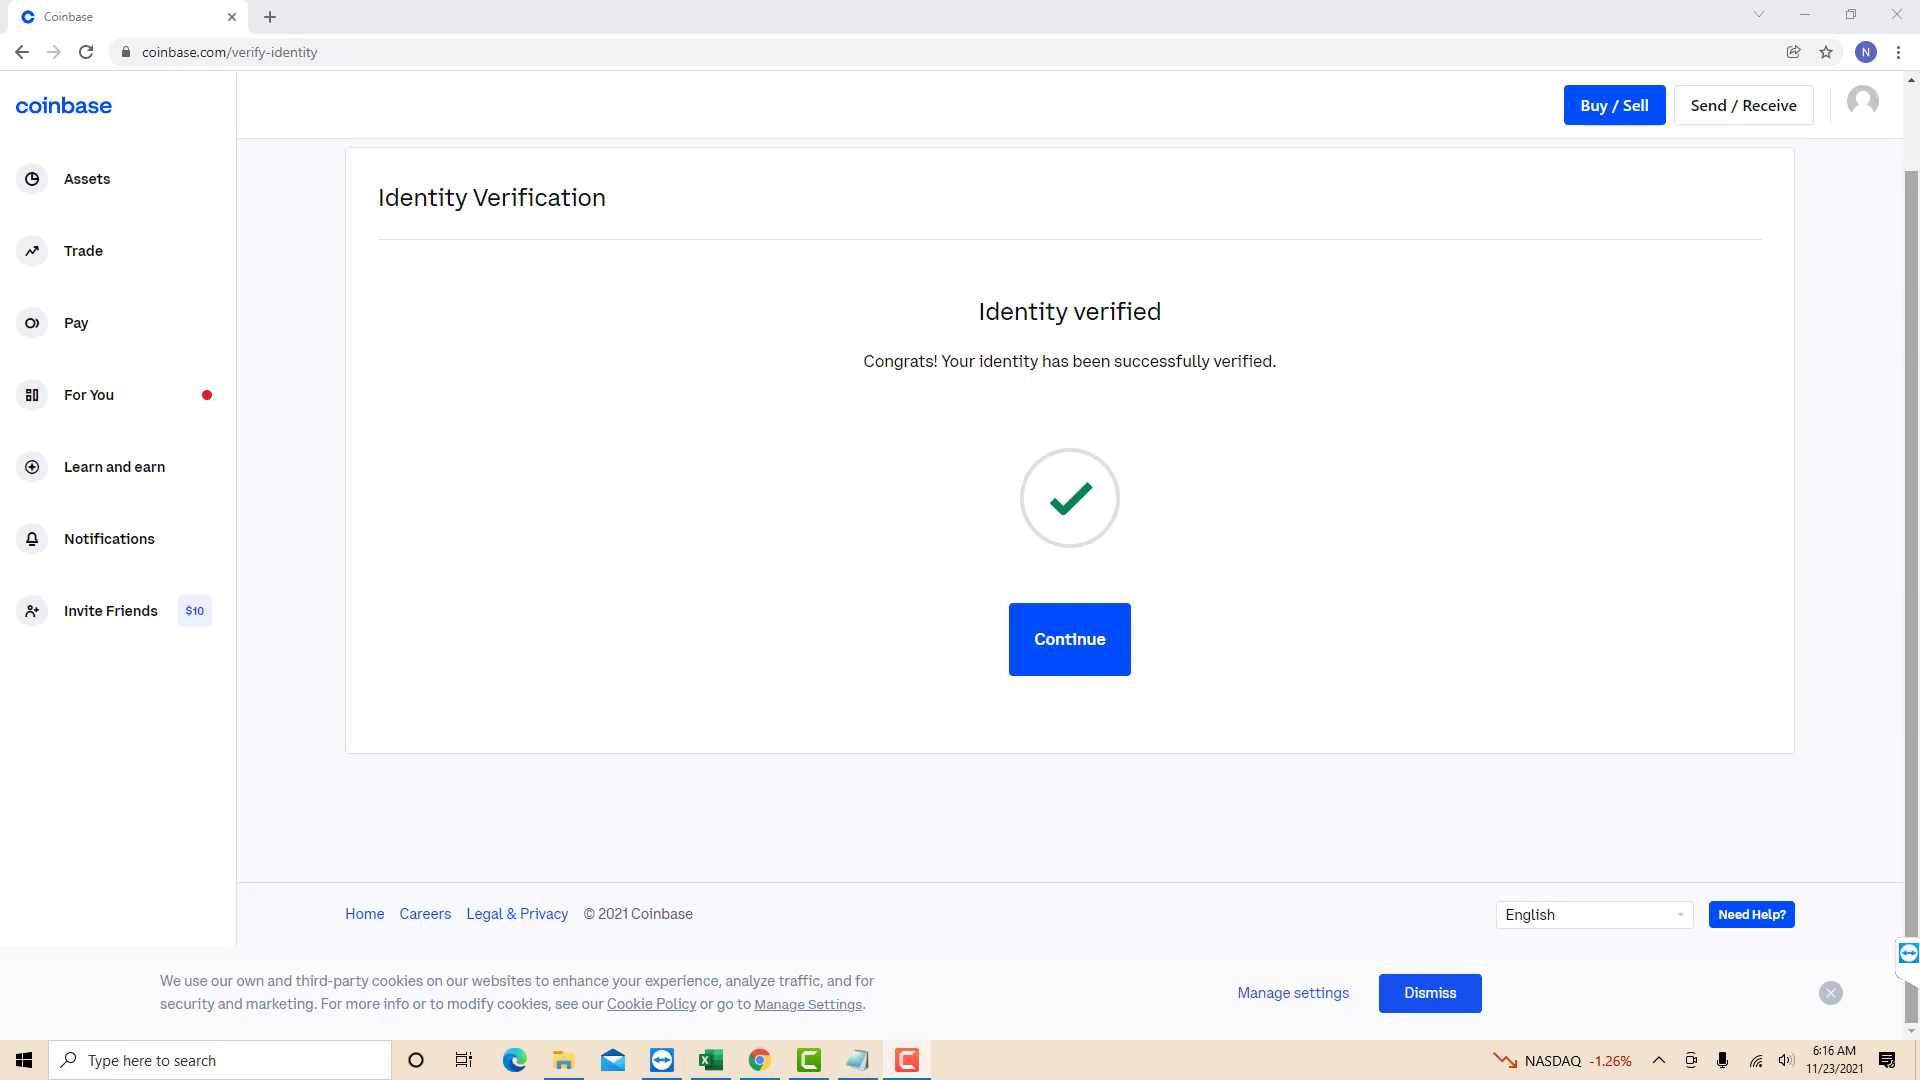 Coinbase
coinbase.com/verify-identity
N
coinbase
Buy / Sell
Send / Receive
Assets
Trade
Pay
For You
Learn and earn
Notifications
Invite Friends $10
Identity Verification
Identity verified
Congrats! Your identity has been successfully verified.
Continue
Home Careers Legal & Privacy © 2021 Coinbase
English
Need Help?
We use our own and third-party cookies on our websites to enhance your experience, analyze traffic, and for
security and marketing. For more info or to modify cookies, see our Cookie Policy or go to Manage Settings.
Manage settings
Dismiss
Type here to search
NASDAQ -1.26%
6:16 AM
11/23/2021